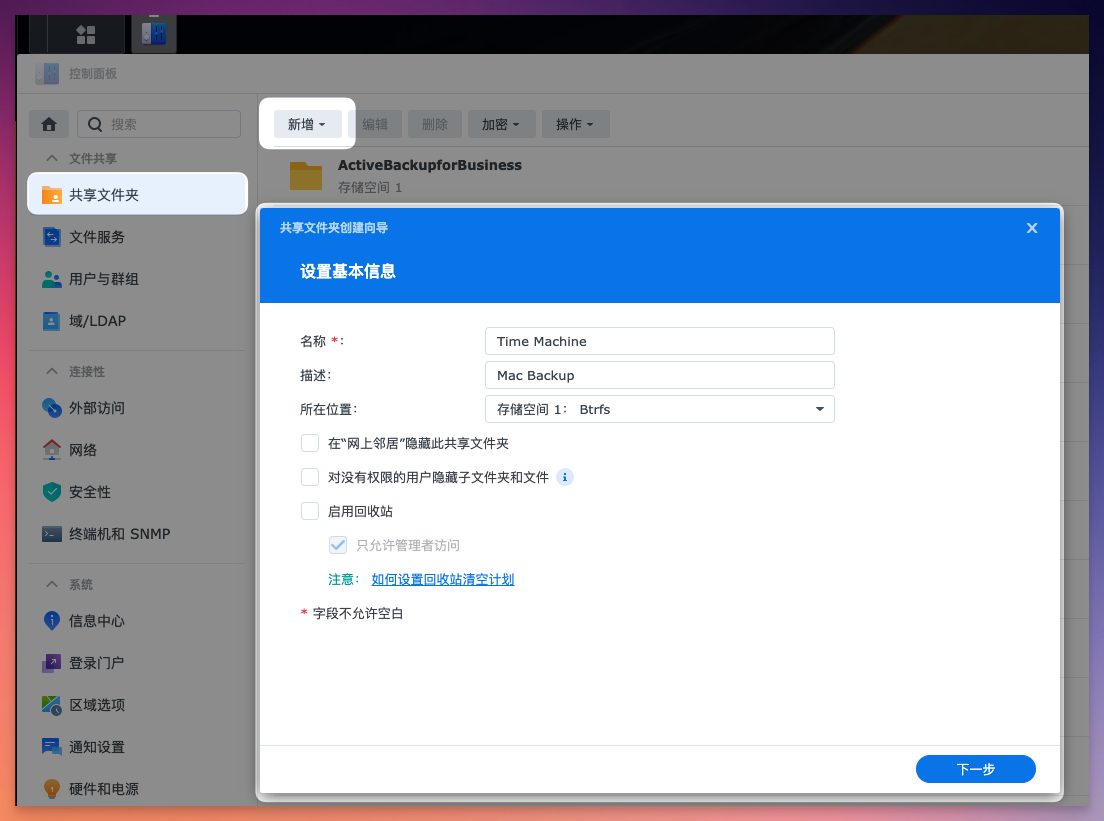 控制面板
搜索
新增
编辑
删除
加密
操作
文件共享
共享文件夹
文件服务
用户与群组
域/LDAP
连接性
外部访问
网络
安全性
终端机和 SNMP
系统
信息中心
登录门户
区域选项
通知设置
硬件和电源
ActiveBackupforBusiness
存储空间 1
共享文件夹创建向导
设置基本信息
名称 *:
Time Machine
描述:
Mac Backup
所在位置:
存储空间 1: Btrfs
在“网上邻居”隐藏此共享文件夹
对没有权限的用户隐藏子文件夹和文件
启用回收站
只允许管理者访问
注意: 如何设置回收站清空计划
* 字段不允许空白
下一步